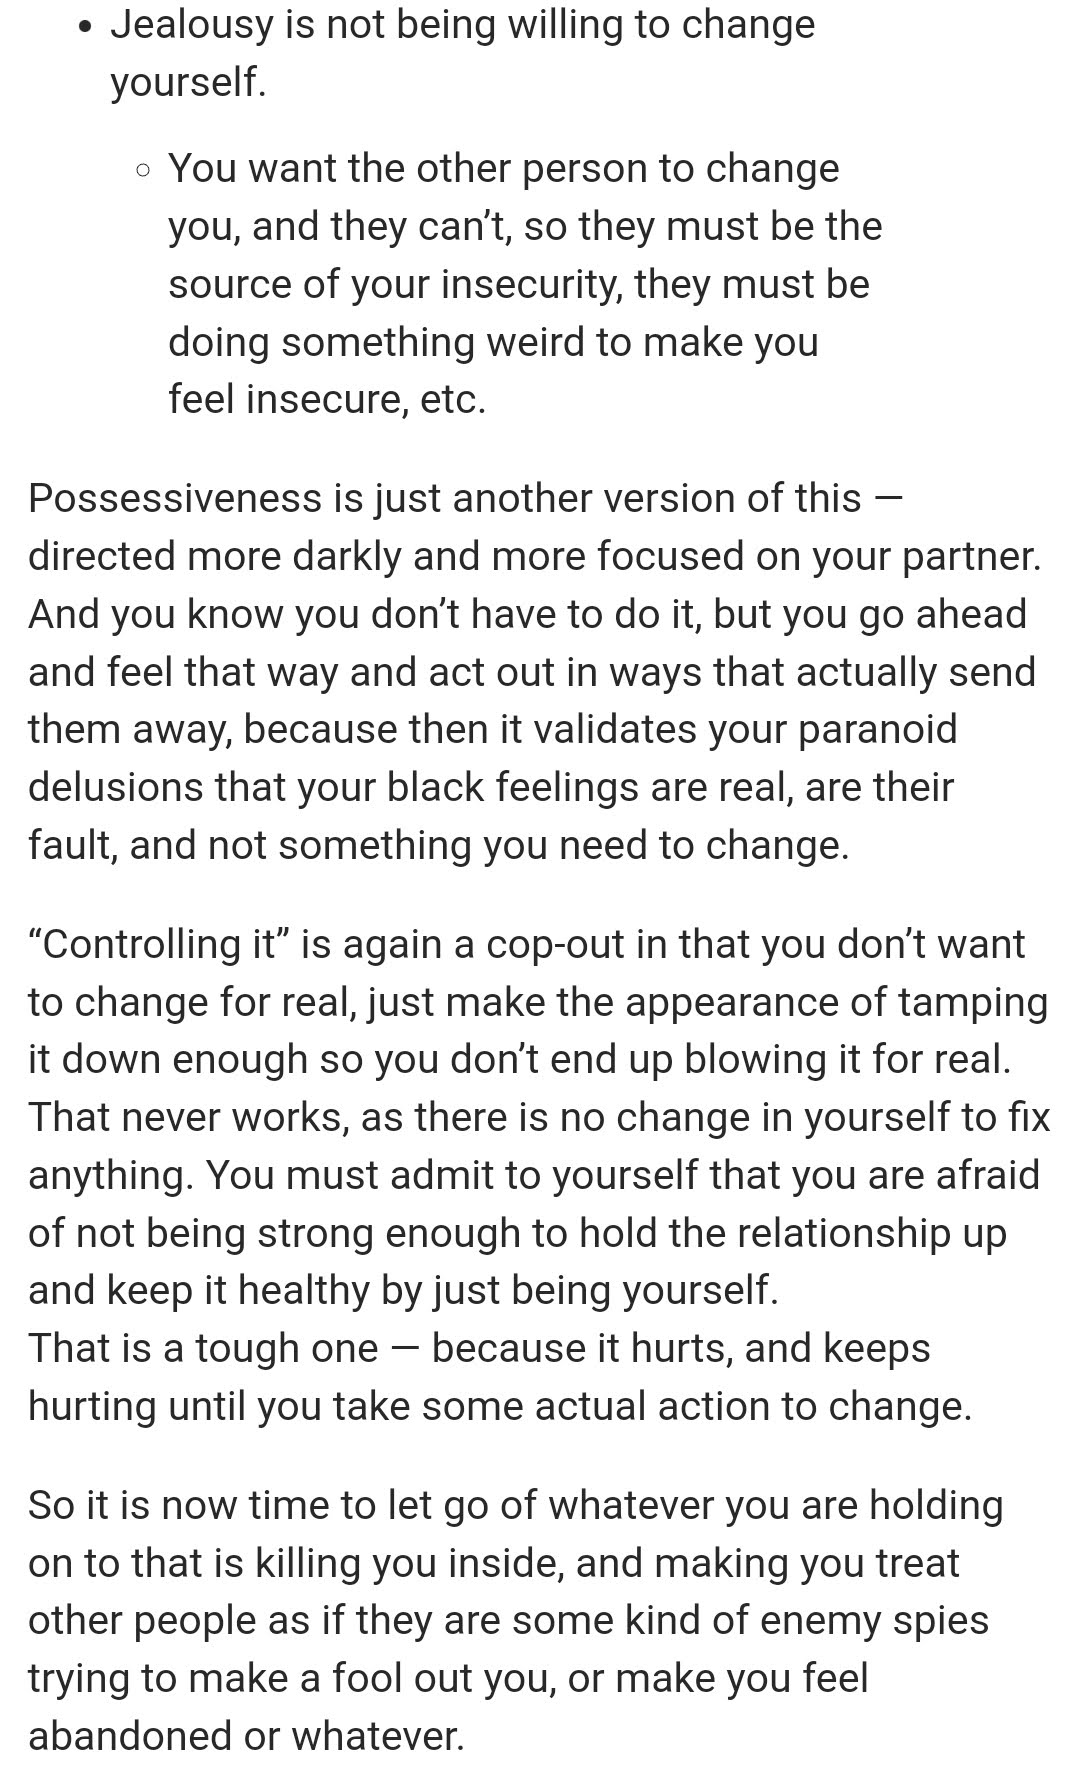 • Jealousy is not being willing to change
yourself.
○ You want the other person to change
you, and they can’t, so they must be the
source of your insecurity, they must be
doing something weird to make you
feel insecure, etc.
Possessiveness is just another version of this —
directed more darkly and more focused on your partner.
And you know you don’t have to do it, but you go ahead
and feel that way and act out in ways that actually send
them away, because then it validates your paranoid
delusions that your black feelings are real, are their
fault, and not something you need to change.
“Controlling it” is again a cop-out in that you don’t want
to change for real, just make the appearance of tamping
it down enough so you don’t end up blowing it for real.
That never works, as there is no change in yourself to fix
anything. You must admit to yourself that you are afraid
of not being strong enough to hold the relationship up
and keep it healthy by just being yourself.
That is a tough one — because it hurts, and keeps
hurting until you take some actual action to change.
So it is now time to let go of whatever you are holding
on to that is killing you inside, and making you treat
other people as if they are some kind of enemy spies
trying to make a fool out you, or make you feel
abandoned or whatever.